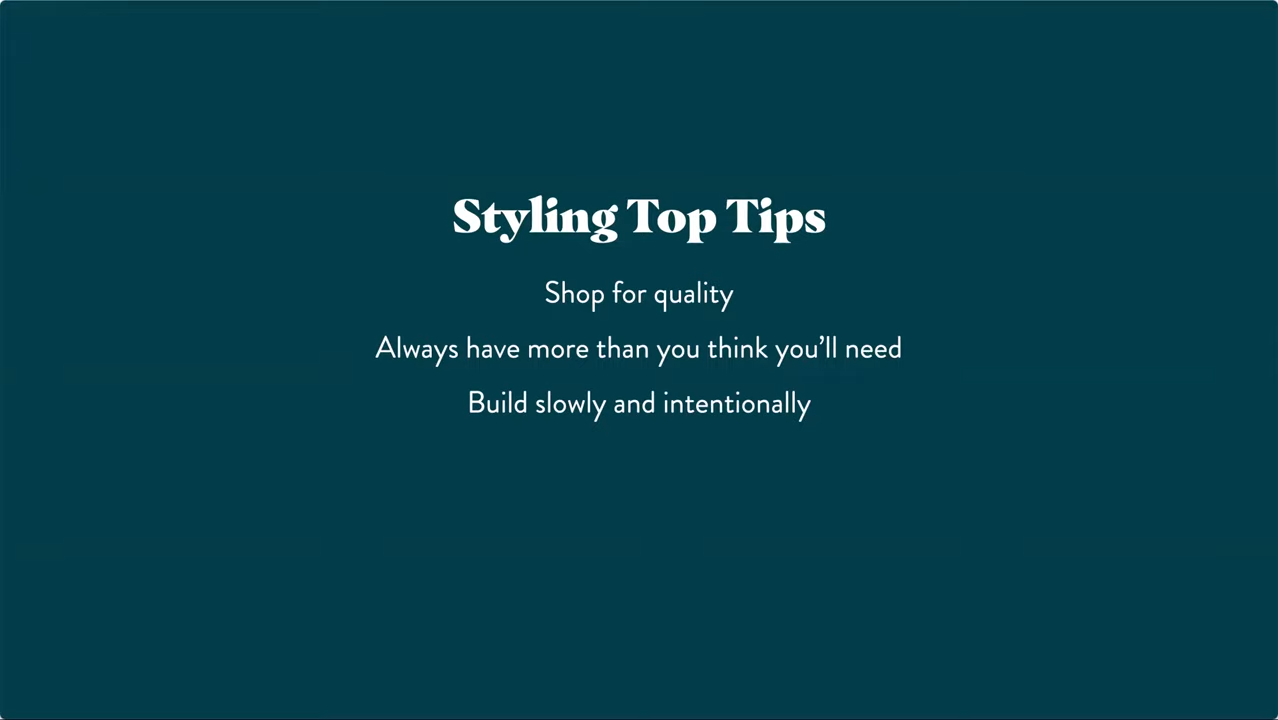 Styling Top Tips
Shop for quality
Always have more than you think you’ll need
Build slowly and intentionally